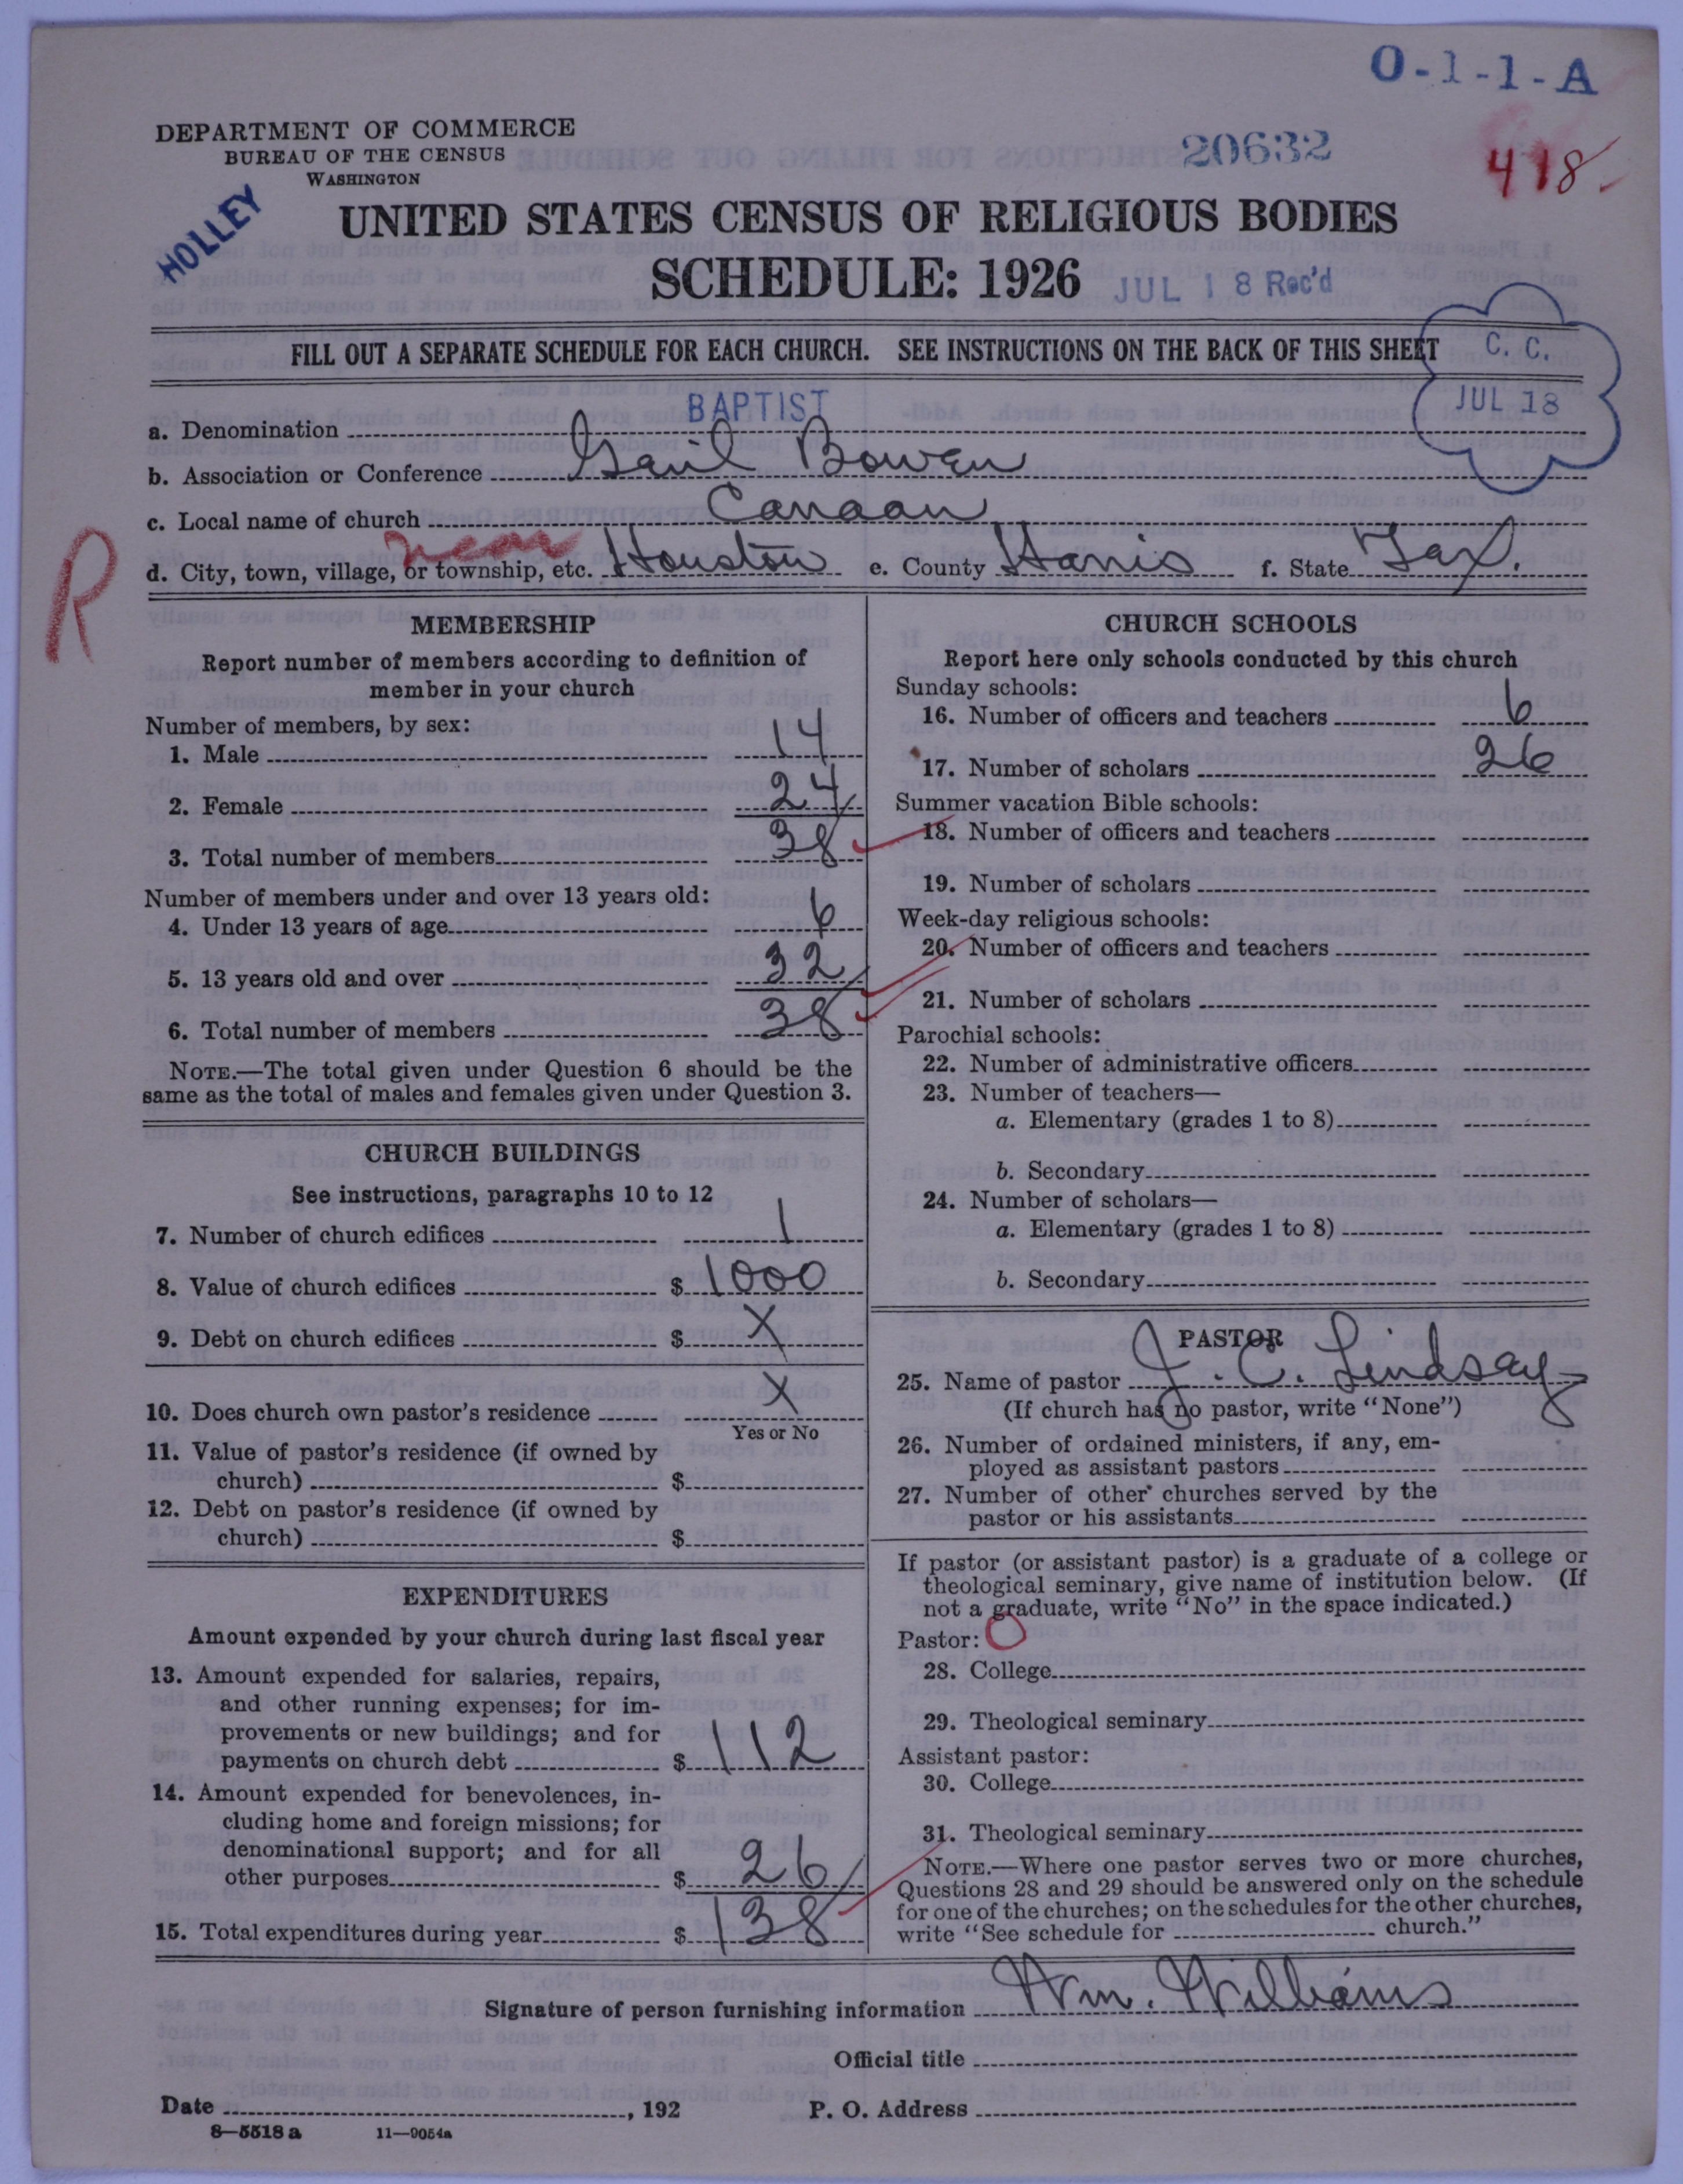 O-1-1-A
DEPARTMENT OF COMMERCE
BUREAU OF THE CENSUS
WASHINGTON
20632
418
HOLLEY
UNITED STATES CENSUS OF RELIGIOUS BODIES
SCHEDULE: 1926
JUL 18 Rec'd
FILL OUT A SEPARATE SCHEDULE FOR EACH CHURCH. SEE INSTRUCTIONS ON THE BACK OF THIS SHEET
C. C.
JUL 18
a. Denomination BAPTIST
b. Association or Conference Bowen
c. Local name of church Canaan
R
d. City, town, village, or township, etc. near Houston e. County Harris f. State Tex.
MEMBERSHIP
Report number of members according to definition of
member in your church
Number of members, by sex:
1. Male 14
2. Female 24
3. Total number of members 38
Number of members under and over 13 years old:
4. Under 13 years of age 6
5. 13 years old and over 32
6. Total number of members 38
NOTE.—The total given under Question 6 should be the
same as the total of males and females given under Question 3.
CHURCH BUILDINGS
See instructions, paragraphs 10 to 12
7. Number of church edifices 1
8. Value of church edifices $ 1000
9. Debt on church edifices $ X
10. Does church own pastor's residence X
Yes or No
11. Value of pastor's residence (if owned by
church) $
12. Debt on pastor's residence (if owned by
church) $
EXPENDITURES
Amount expended by your church during last fiscal year
13. Amount expended for salaries, repairs,
and other running expenses; for im-
provements or new buildings; and for
payments on church debt $ 112
14. Amount expended for benevolences, in-
cluding home and foreign missions; for
denominational support; and for all
other purposes $ 26
15. Total expenditures during year $ 138
CHURCH SCHOOLS
Report here only schools conducted by this church
Sunday schools:
16. Number of officers and teachers 6
17. Number of scholars 26
Summer vacation Bible schools:
18. Number of officers and teachers
19. Number of scholars
Week-day religious schools:
20. Number of officers and teachers
21. Number of scholars
Parochial schools:
22. Number of administrative officers
23. Number of teachers—
a. Elementary (grades 1 to 8)
b. Secondary
24. Number of scholars—
a. Elementary (grades 1 to 8)
b. Secondary
PASTOR
25. Name of pastor J. C. Lindsay
(If church has no pastor, write "None")
26. Number of ordained ministers, if any, em-
ployed as assistant pastors
27. Number of other churches served by the
pastor or his assistants
If pastor (or assistant pastor) is a graduate of a college or
theological seminary, give name of institution below. (If
not a graduate, write "No" in the space indicated.)
Pastor: O
28. College
29. Theological seminary
Assistant pastor:
30. College
31. Theological seminary
NOTE.—Where one pastor serves two or more churches,
Questions 28 and 29 should be answered only on the schedule
for one of the churches; on the schedules for the other churches,
write "See schedule for church."
Signature of person furnishing information Wm. Williams
Official title
Date , 192
P. O. Address
8—5518 a 11—9054a